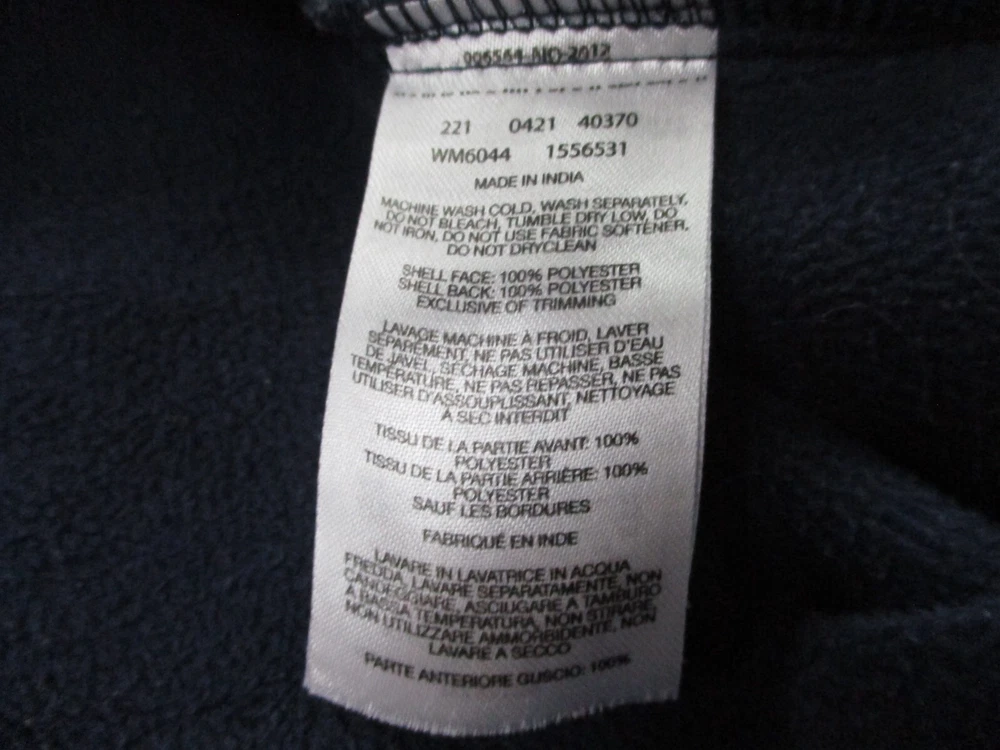 006564-NO-2012
221 0421 40370
WM6044 1556531
MADE IN INDIA
MACHINE WASH COLD, WASH SEPARATELY,
DO NOT BLEACH, TUMBLE DRY LOW, DO
NOT IRON, DO NOT USE FABRIC SOFTENER,
DO NOT DRYCLEAN
SHELL FACE: 100% POLYESTER
SHELL BACK: 100% POLYESTER
EXCLUSIVE OF TRIMMING
LAVAGE MACHINE À FROID, LAVER
SÉPARÉMENT, NE PAS UTILISER D'EAU
DE JAVEL, SÉCHAGE MACHINE, BASSE
TEMPÉRATURE, NE PAS REPASSER, NE PAS
UTILISER D'ASSOUPLISSANT, NETTOYAGE
À SEC INTERDIT
TISSU DE LA PARTIE AVANT: 100%
POLYESTER
TISSU DE LA PARTIE ARRIÈRE: 100%
POLYESTER
SAUF LES BORDURES
FABRIQUÉ EN INDE
LAVARE IN LAVATRICE IN ACQUA
FREDDA, LAVARE SEPARATAMENTE, NON
CANDEGGIARE, ASCIUGARE A TAMBURO
A BASSA TEMPERATURA, NON STIRARE,
NON UTILIZZARE AMMORBIDENTE, NON
LAVARE A SECCO
PARTE ANTERIORE GUSCIO: 100%